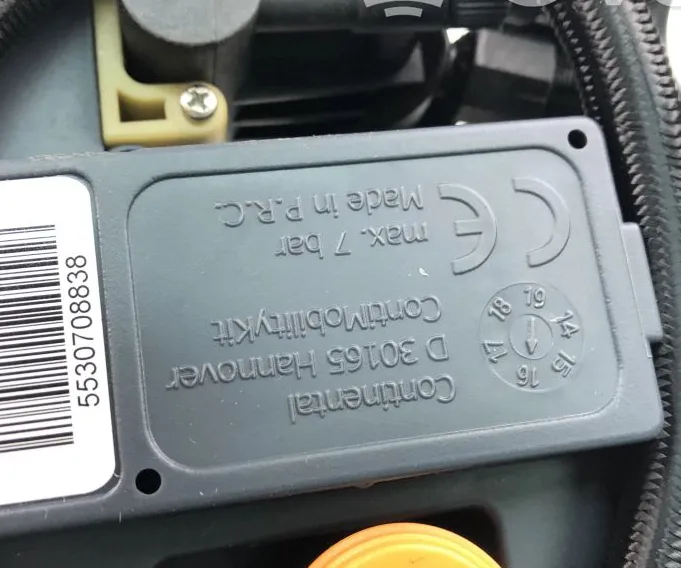 Continental
D 30165 Hannover
ContiMobilityKit
max. 7 bar
Made in P.R.C.
CE
14 15 16 17 18 19
5530708838